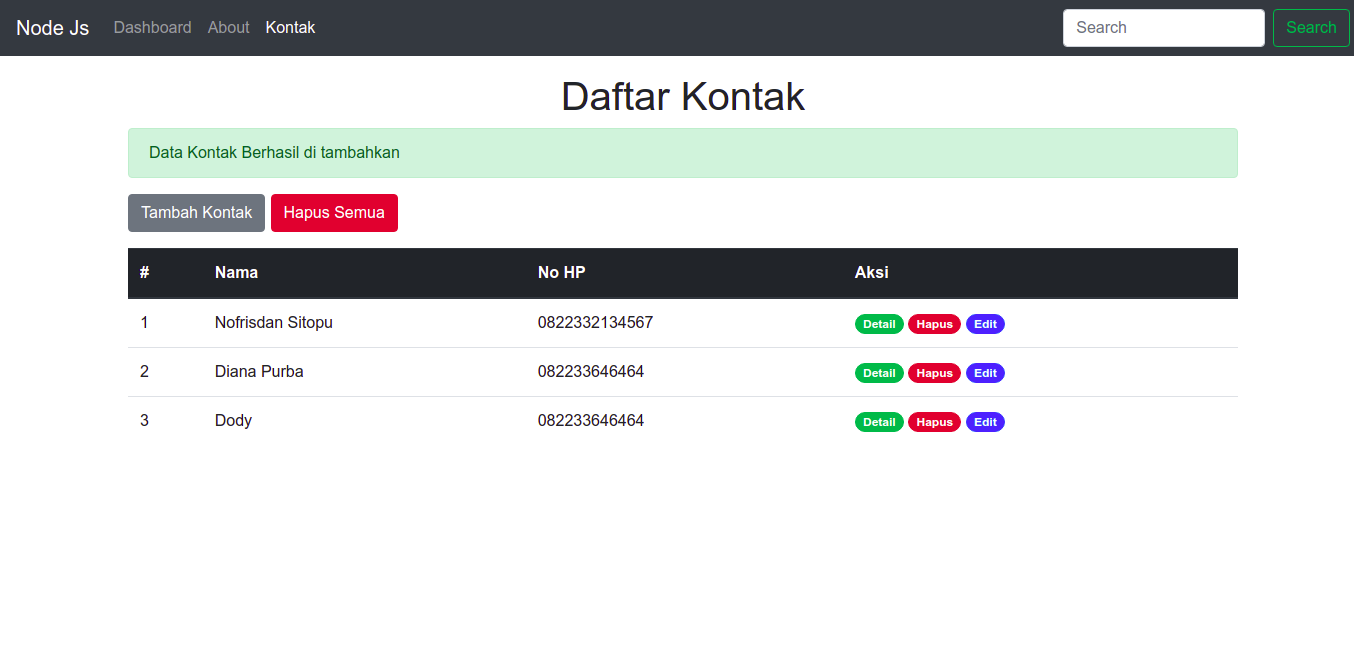 Node Js Dashboard About Kontak Search Search
Daftar Kontak
Data Kontak Berhasil di tambahkan
Tambah Kontak Hapus Semua
# Nama No HP Aksi
1 Nofrisdan Sitopu 0822332134567 Detail Hapus Edit
2 Diana Purba 082233646464 Detail Hapus Edit
3 Dody 082233646464 Detail Hapus Edit